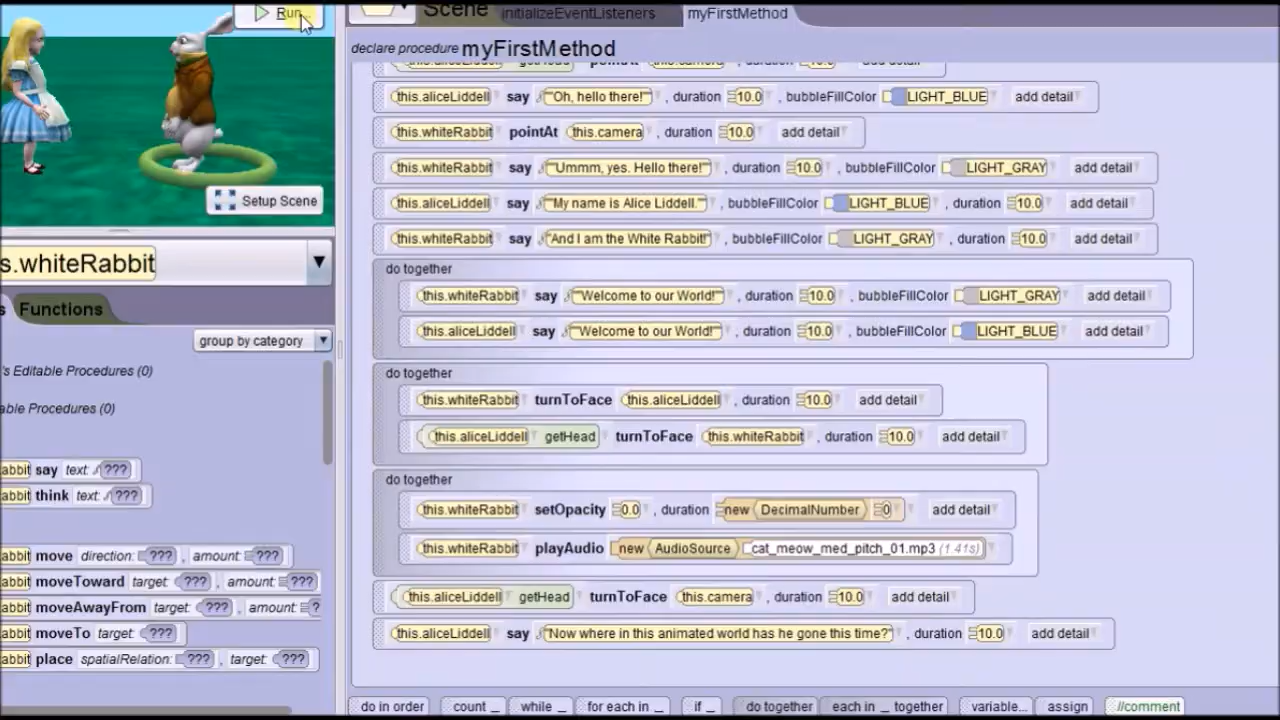 Run...
Setup Scene
s.whiteRabbit
s Functions
group by category
's Editable Procedures (0)
able Procedures (0)
abbit say text: ???
abbit think text: ???
abbit move direction: ??? , amount: ???
abbit moveToward target: ??? , amount: ???
abbit moveAwayFrom target: ??? , amount: ?
abbit moveTo target: ???
abbit place spatialRelation: ??? , target: ???
Scene initializeEventListeners myFirstMethod
declare procedure myFirstMethod
this.aliceLiddell getHead pointAt this.camera , duration 10.0 add detail
this.aliceLiddell say "Oh, hello there!" , duration 10.0 , bubbleFillColor LIGHT_BLUE add detail
this.whiteRabbit pointAt this.camera , duration 10.0 add detail
this.whiteRabbit say "Ummm, yes. Hello there!" , duration 10.0 , bubbleFillColor LIGHT_GRAY add detail
this.aliceLiddell say "My name is Alice Liddell." , bubbleFillColor LIGHT_BLUE , duration 10.0 add detail
this.whiteRabbit say "And I am the White Rabbit!" , bubbleFillColor LIGHT_GRAY , duration 10.0 add detail
do together
this.whiteRabbit say "Welcome to our World!" , duration 10.0 , bubbleFillColor LIGHT_GRAY add detail
this.aliceLiddell say "Welcome to our World!" , duration 10.0 , bubbleFillColor LIGHT_BLUE add detail
do together
this.whiteRabbit turnToFace this.aliceLiddell , duration 10.0 add detail
this.aliceLiddell getHead turnToFace this.whiteRabbit , duration 10.0 add detail
do together
this.whiteRabbit setOpacity 0.0 , duration new DecimalNumber 0 add detail
this.whiteRabbit playAudio new AudioSource cat_meow_med_pitch_01.mp3 (1.41s)
this.aliceLiddell getHead turnToFace this.camera , duration 10.0 add detail
this.aliceLiddell say "Now where in this animated world has he gone this time?" , duration 10.0 add detail
do in order count _ while _ for each in _ if _ do together each in _ together variable... assign //comment